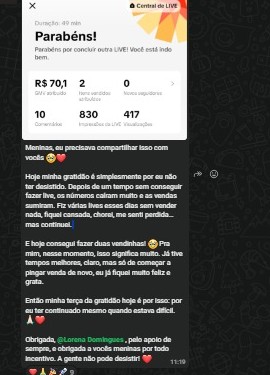 Central de LIVE
Duração: 49 min
Parabéns!
Parabéns por concluir outra LIVE! Você está indo
bem.
R$ 70,1
2
0
GMV atribuído
Itens vendidos
atribuídos
Novos seguidores
10
830
417
Comentários
Impressões de LIVE
Visualizações
Meninas, eu precisava compartilhar isso com
vocês 🥹❤️
Hoje minha gratidão é simplesmente por eu não
ter desistido. Depois de um tempo sem conseguir
fazer live, os números caíram muito e as vendas
sumiram. Fiz várias lives esses dias sem vender
nada, fiquei cansada, chorei, me senti perdida...
mas continuei.
E hoje consegui fazer duas vendinhas! 🥹 Pra
mim, nesse momento, isso significa muito. Já tive
tempos melhores, claro, mas só de começar a
pingar venda de novo, eu já fiquei muito feliz e
grata.
Então minha terça da gratidão hoje é por isso: por
eu ter continuado mesmo quando estava difícil.
🙏❤️
Obrigada, @Lorena Domingues , pelo apoio de
sempre, e obrigada a vocês meninas por todo
incentivo. A gente não pode desistir! ❤️
11:19
9